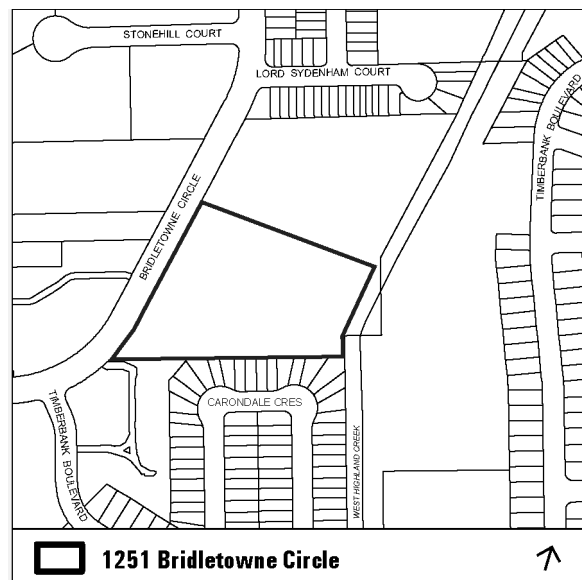 STONEHILL COURT
LORD SYDENHAM COURT
TIMBERBANK BOULEVARD
BRIDLETOWNE CIRCLE
CARONDALE CRES
TIMBERBANK BOULEVARD
WEST HIGHLAND CREEK
1251 Bridletowne Circle